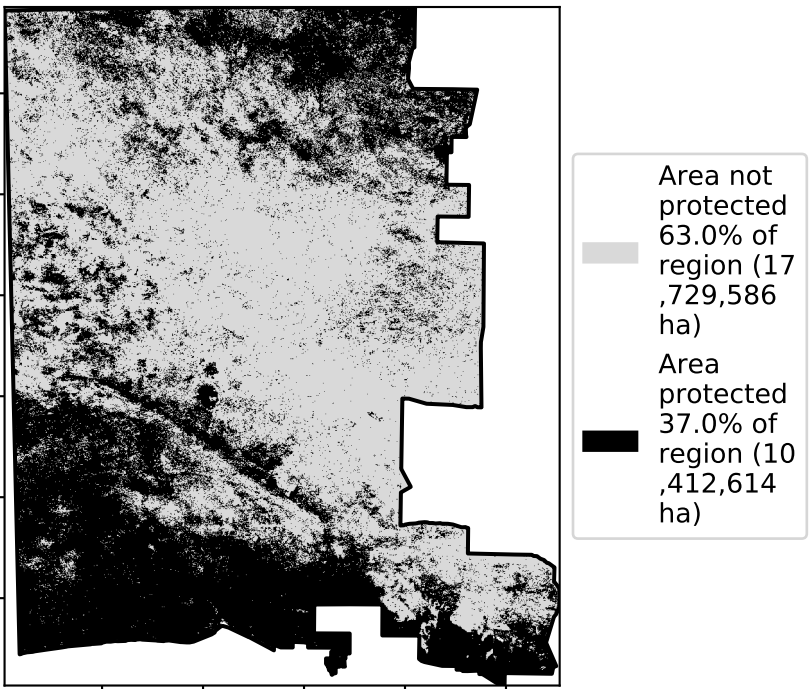 Area not
protected
63.0% of
region (17
,729,586
ha)
Area
protected
37.0% of
region (10
,412,614
ha)